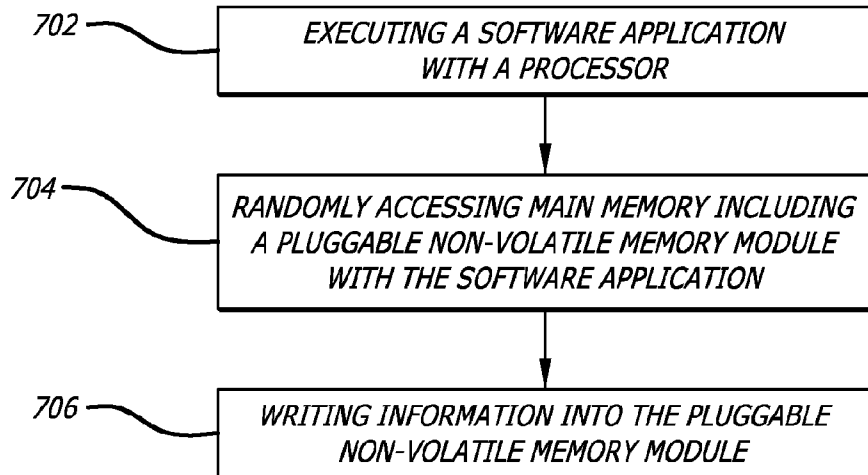 702
EXECUTING A SOFTWARE APPLICATION
WITH A PROCESSOR
704
RANDOMLY ACCESSING MAIN MEMORY INCLUDING
A PLUGGABLE NON-VOLATILE MEMORY MODULE
WITH THE SOFTWARE APPLICATION
706
WRITING INFORMATION INTO THE PLUGGABLE
NON-VOLATILE MEMORY MODULE